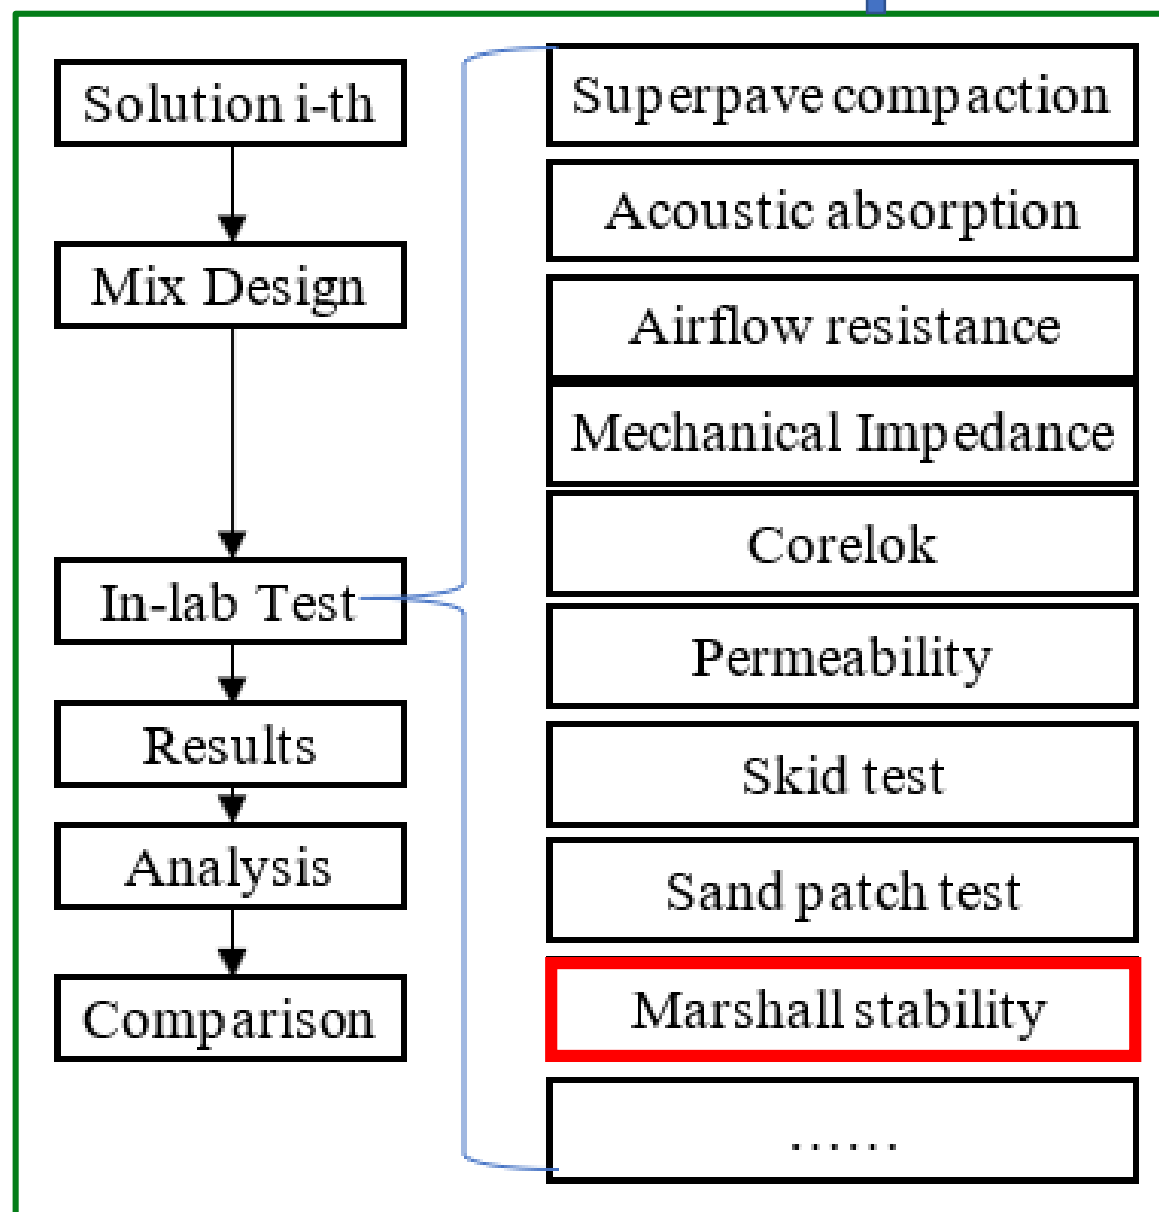 Solution i-th
Mix Design
In-lab Test
Results
Analysis
Comparison
Superpave compaction
Acoustic absorption
Airflow resistance
Mechanical Impedance
Corelok
Permeability
Skid test
Sand patch test
Marshall stability
......